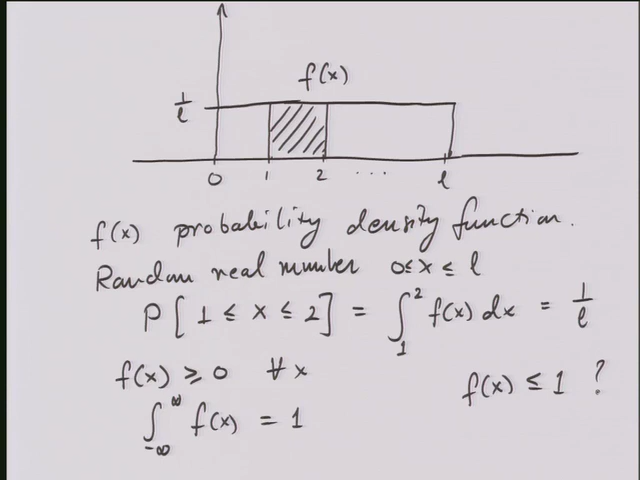 f(x)
1/l
0 1 2 ... l
f(x) probability density function.
Random real number 0 ≤ x ≤ l
P [ 1 ≤ x ≤ 2 ] = ∫₁² f(x) dx = 1/l
f(x) ≥ 0 ∀ x
f(x) ≤ 1 ?
∫₋∞^∞ f(x) = 1